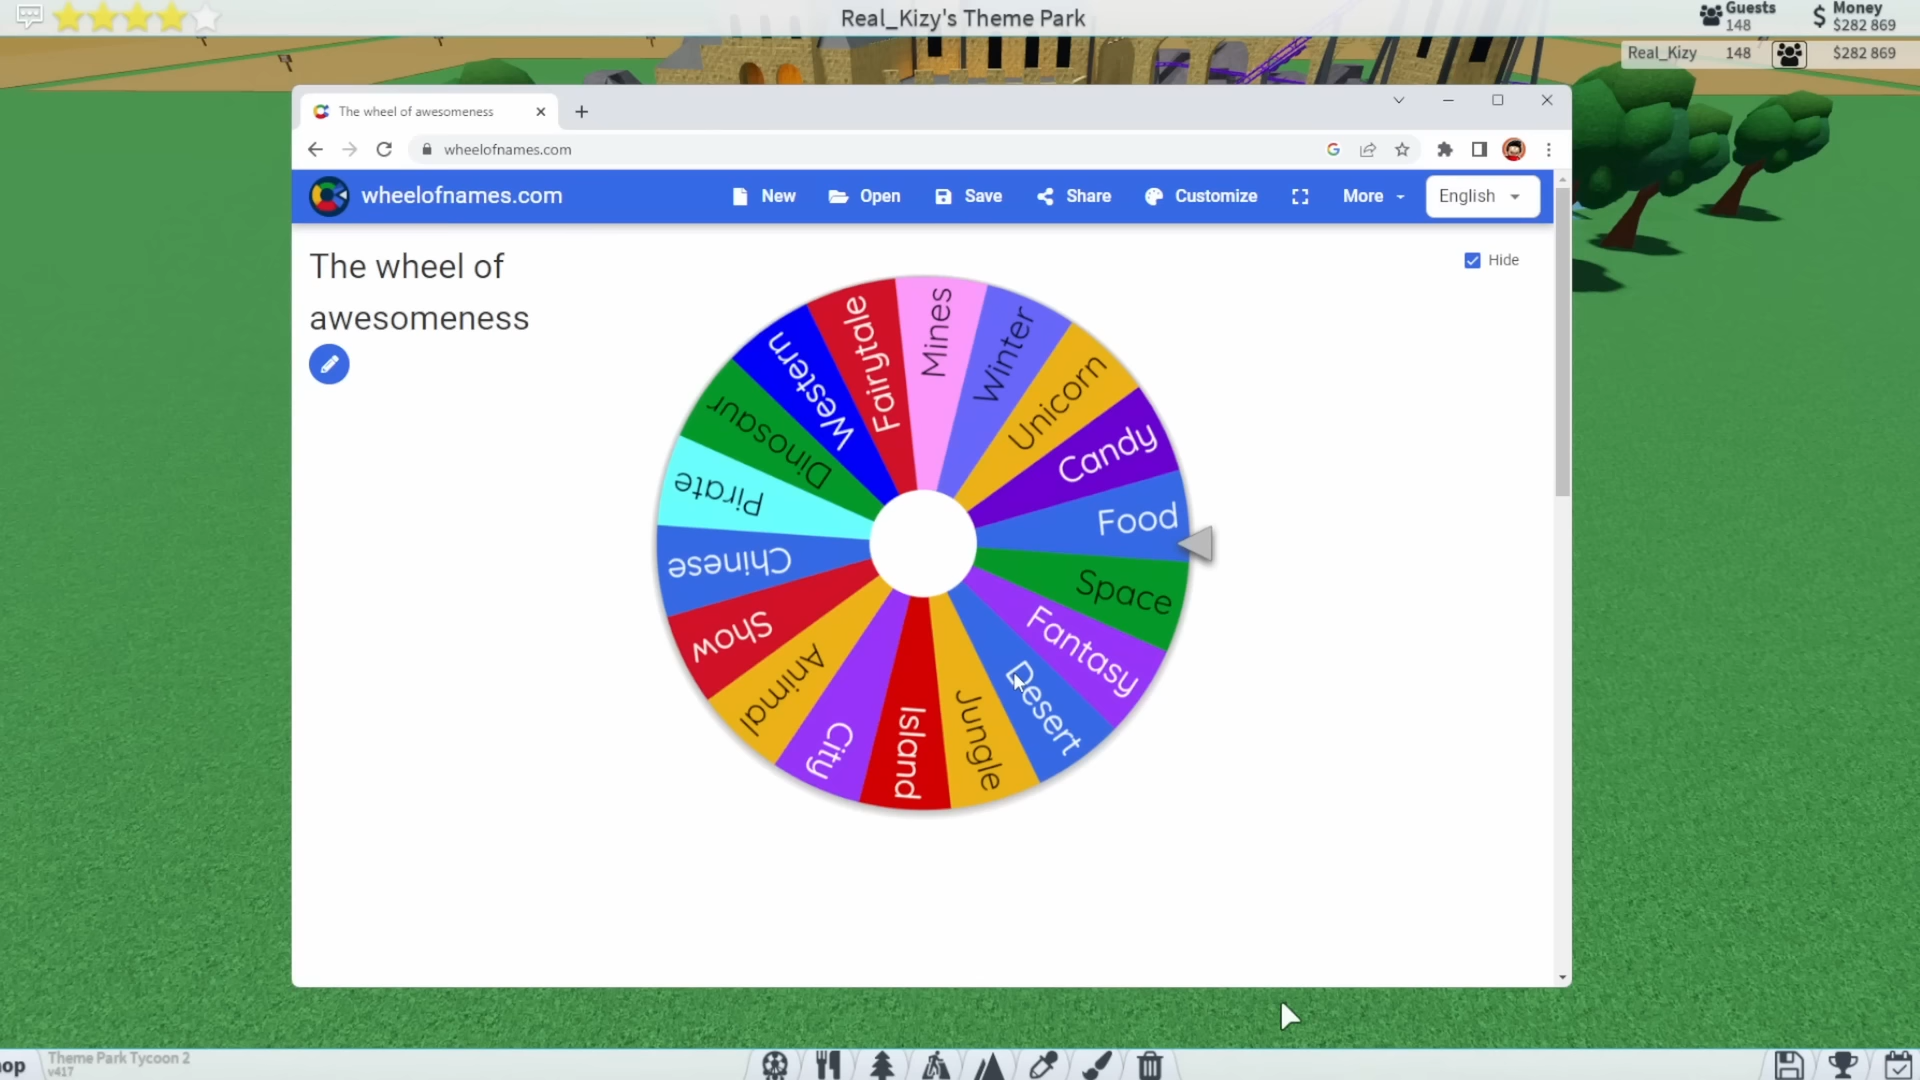 Real_Kizy's Theme Park
Guests
148
$ Money
$282 869
Real_Kizy 148 $282 869
The wheel of awesomeness
wheelofnames.com
wheelofnames.com
New
Open
Save
Share
Customize
More
English
The wheel of
awesomeness
Hide
Mines
Winter
Unicorn
Candy
Food
Space
Fantasy
Desert
Jungle
Island
City
Animal
Show
Chinese
Pirate
Dinosaur
Western
Fairytale
Theme Park Tycoon 2
v417